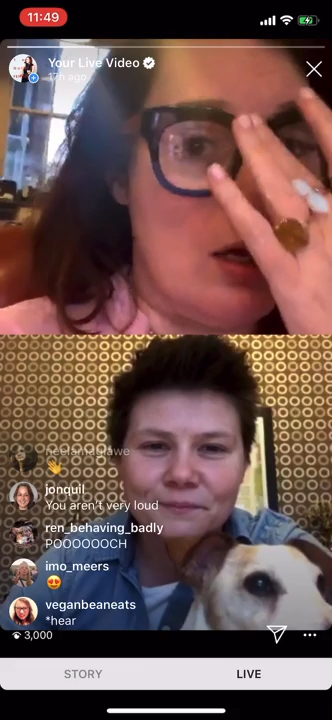 11:49
Your Live Video
17h ago
neelamatlawe
👋
jonquil
You aren't very loud
ren_behaving_badly
POOOOOOCH
imo_meers
😍
veganbeaneats
*hear
3,000
STORY
LIVE